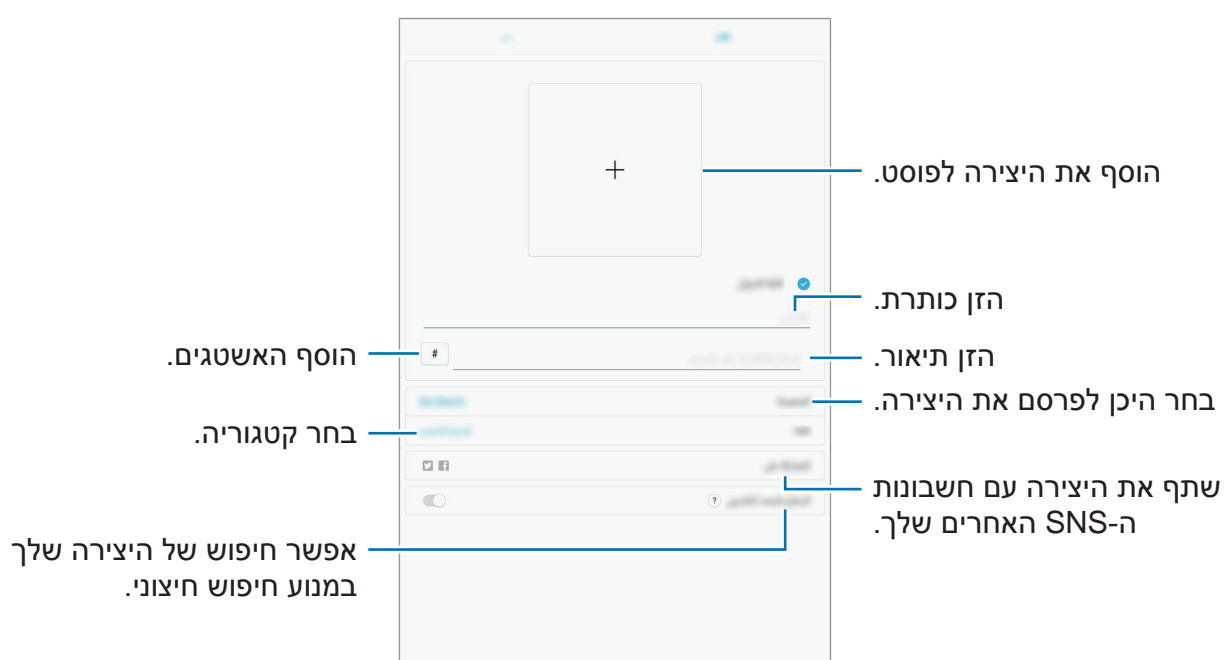 הוסף את היצירה לפוסט.
הזן כותרת.
הזן תיאור.
#
הוסף האשטגים.
בחר היכן לפרסם את היצירה.
בחר קטגוריה.
שתף את היצירה עם חשבונות
ה-SNS האחרים שלך.
?
אפשר חיפוש של היצירה שלך
במנוע חיפוש חיצוני.